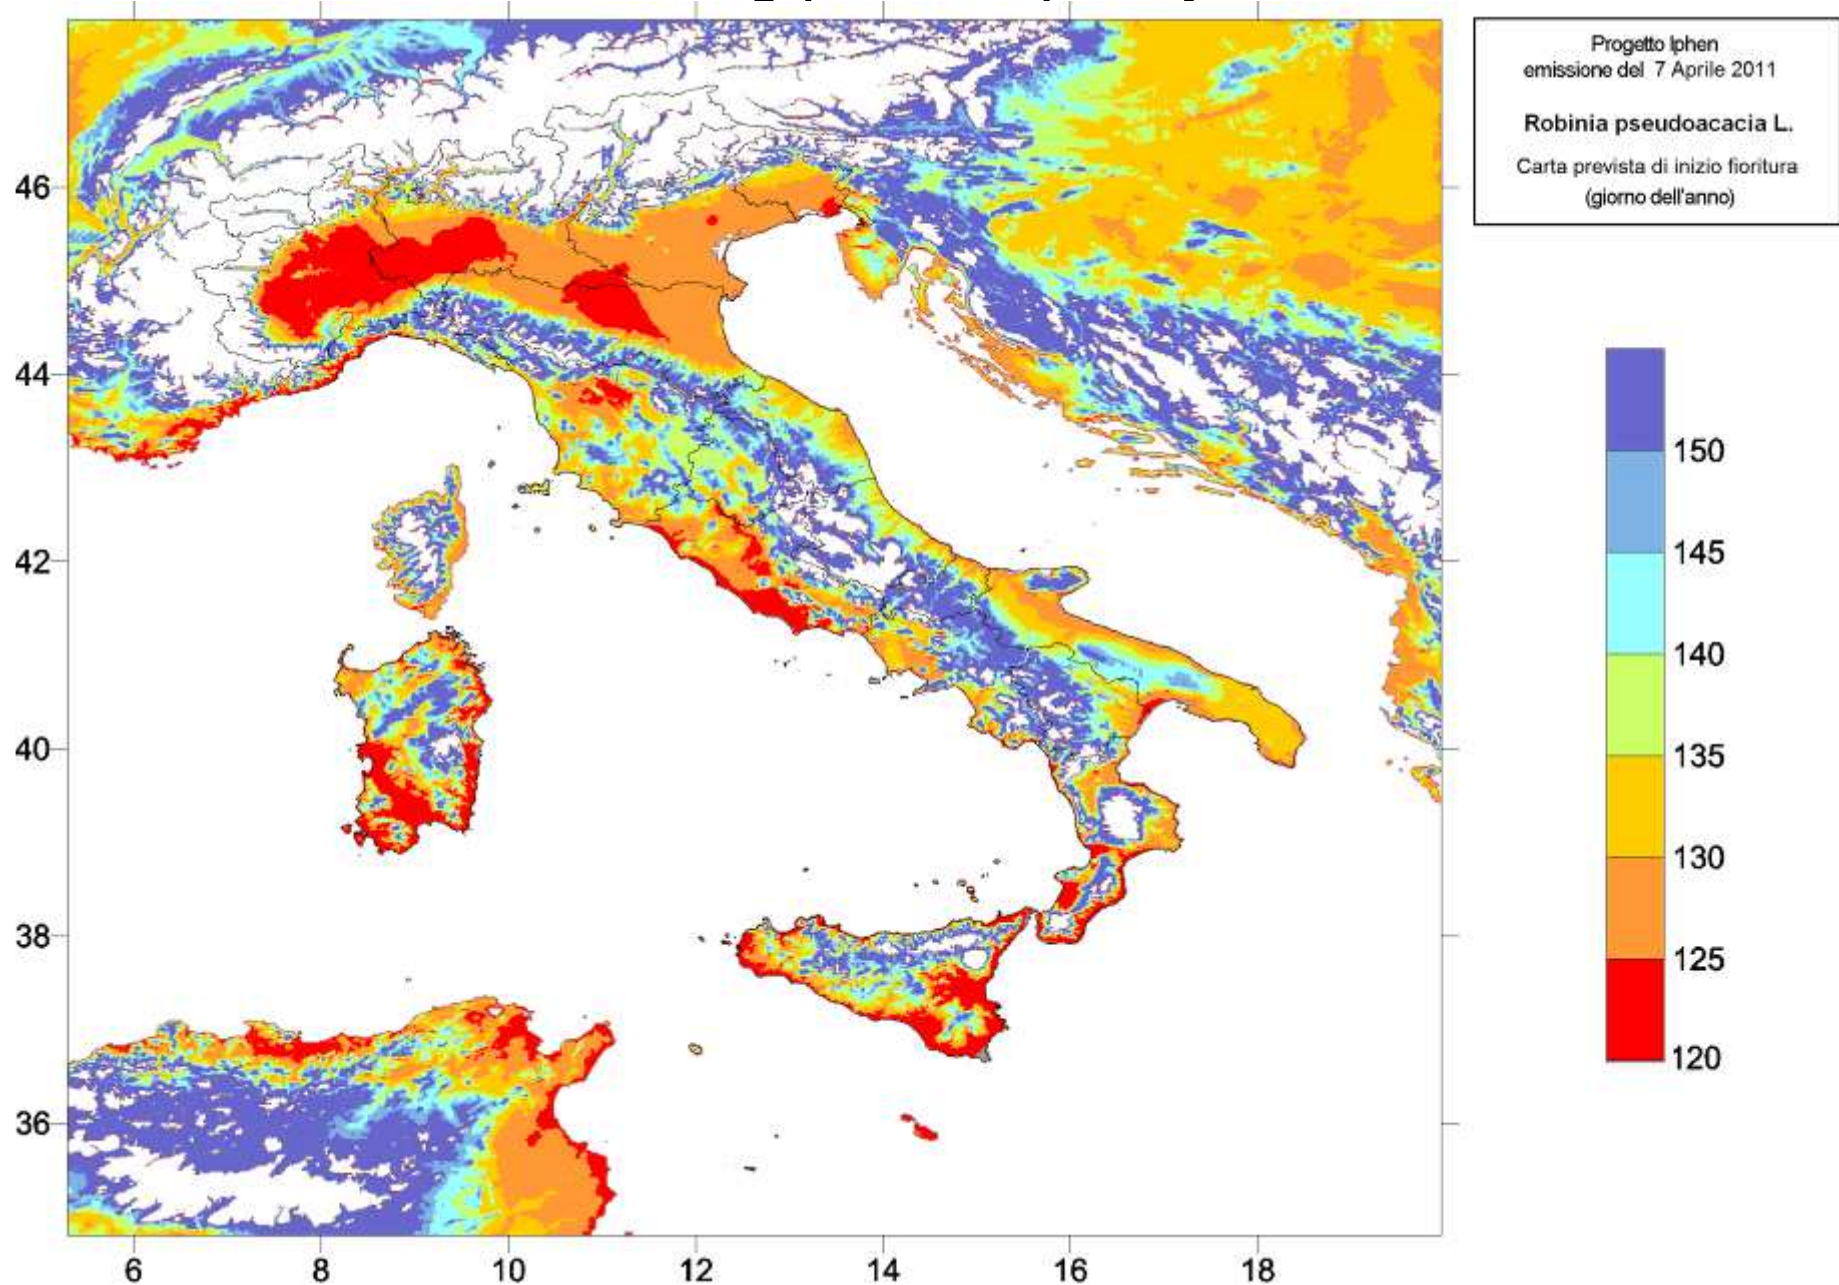 Progetto Iphen
emissione del 7 Aprile 2011
Robinia pseudoacacia L.
Carta prevista di inizio fioritura
(giorno dell'anno)
46
44
42
40
38
36
6 8 10 12 14 16 18
150
145
140
135
130
125
120